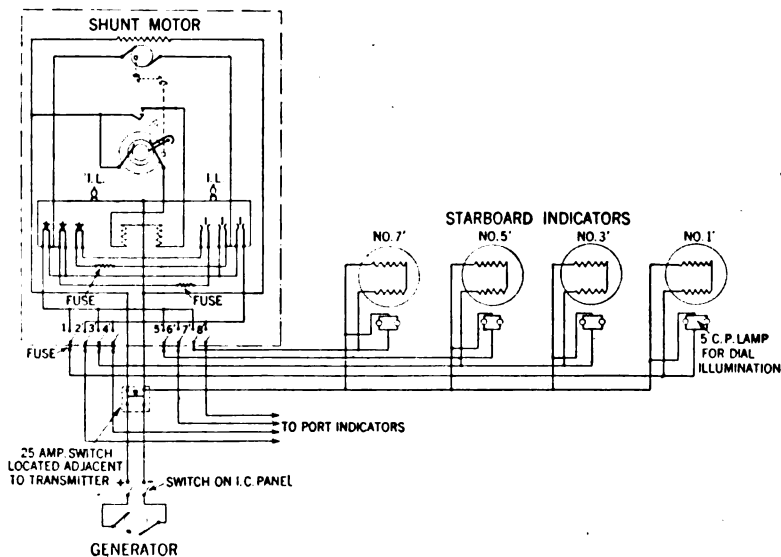 SHUNT MOTOR
I.L. I.L
STARBOARD INDICATORS
NO.7' NO.5' NO.3' NO.1'
FUSE FUSE
1 2 3 4 5 6 7 8
FUSE
5 C.P. LAMP
FOR DIAL
ILLUMINATION
TO PORT INDICATORS
25 AMP. SWITCH
LOCATED ADJACENT
TO TRANSMITTER
+ -
SWITCH ON I.C. PANEL
GENERATOR